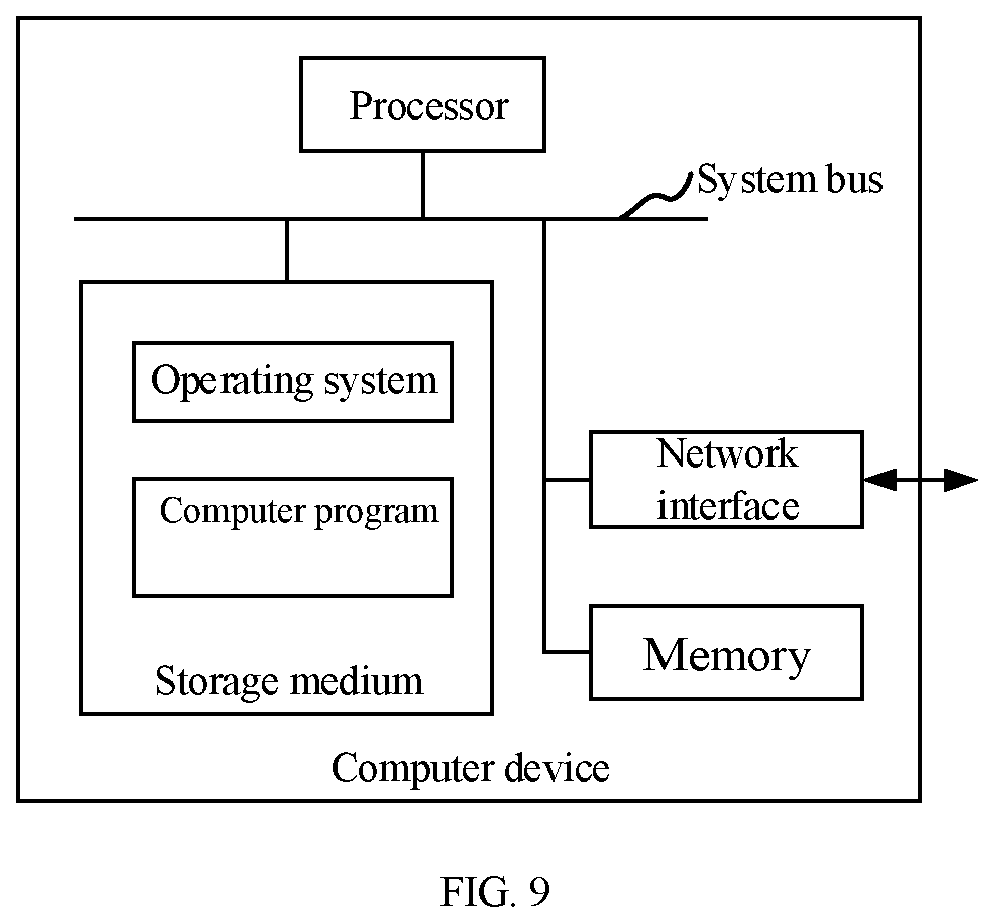 Processor
System bus
Operating system
Computer program
Storage medium
Network
interface
Memory
Computer device
FIG. 9